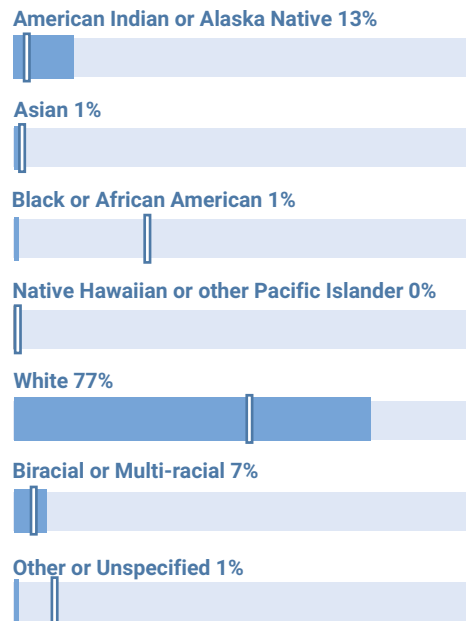 American Indian or Alaska Native 13%
Asian 1%
Black or African American 1%
Native Hawaiian or other Pacific Islander 0%
White 77%
Biracial or Multi-racial 7%
Other or Unspecified 1%